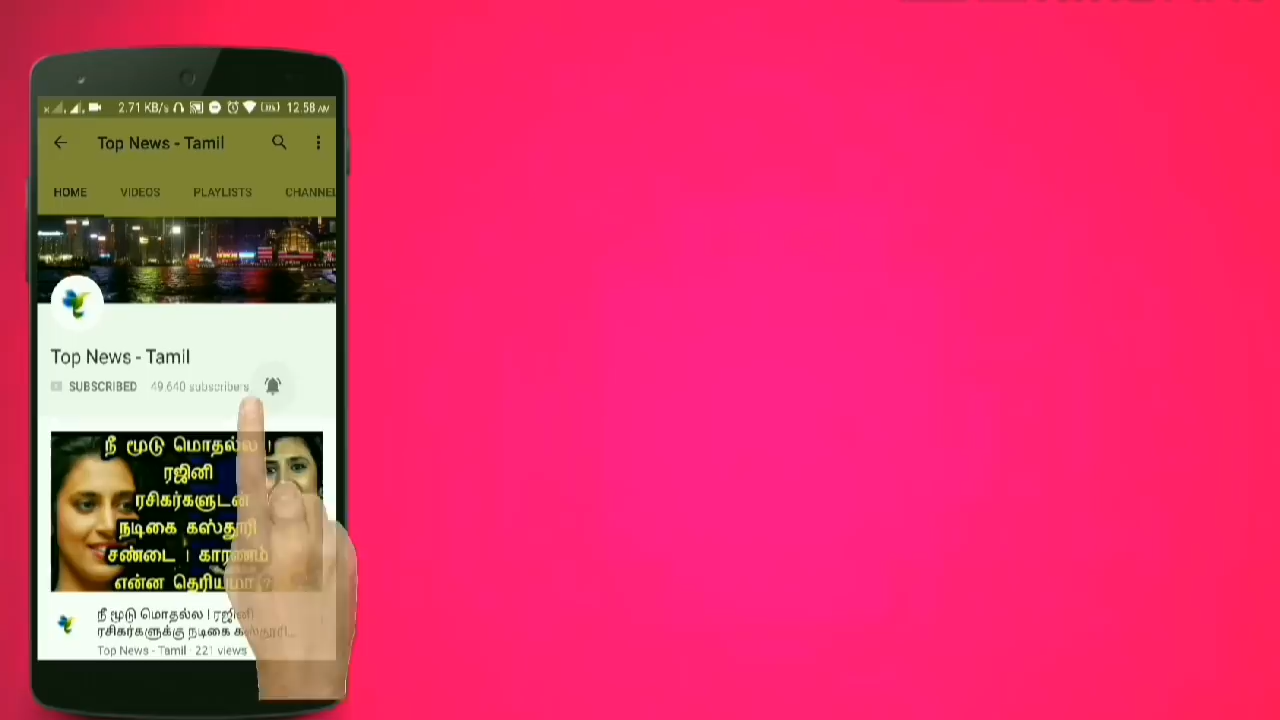 2.71 KB/s 12.58 AM
Top News - Tamil
HOME VIDEOS PLAYLISTS CHANNEL
Top News - Tamil
SUBSCRIBED 49,640 subscribers
நீ மூடு மொதல்ல !
ரஜினி
ரசிகர்களுடன்
நடிகை கஸ்தூரி
சண்டை ! காரணம்
என்ன தெரியுமா ?
நீ மூடு மொதல்ல ! ரஜினி
ரசிகர்களுக்கு நடிகை கஸ்தூரி...
Top News - Tamil · 221 views